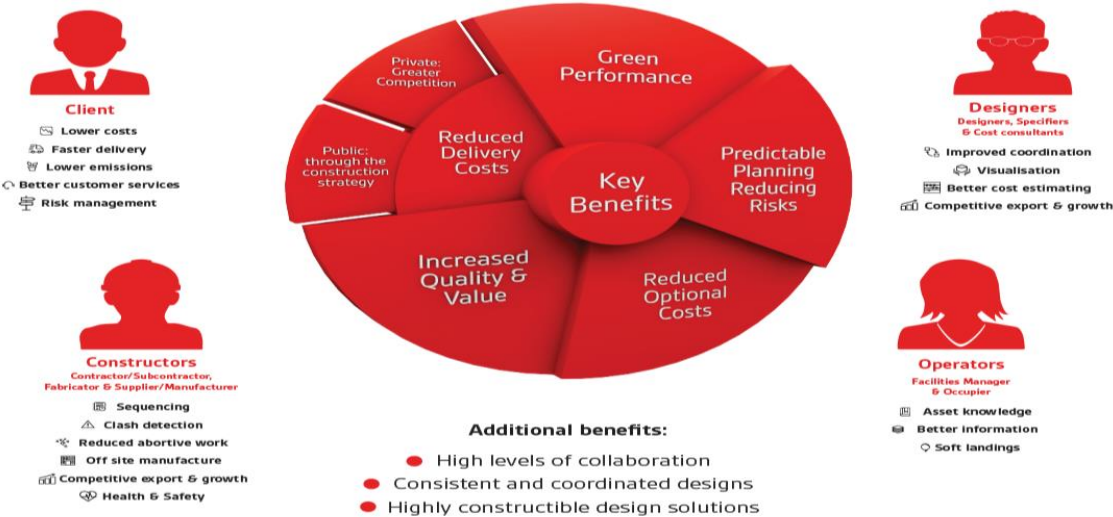 Client
Lower costs
Faster delivery
Lower emissions
Better customer services
Risk management
Private:
Greater
Competition
Public:
through the
construction
strategy
Reduced
Delivery
Costs
Green
Performance
Predictable
Planning
Reducing
Risks
Key
Benefits
Increased
Quality &
Value
Reduced
Optional
Costs
Designers
Designers, Specifiers
& Cost consultants
Improved coordination
Visualisation
Better cost estimating
Competitive export & growth
Constructors
Contractor/Subcontractor,
Fabricator & Supplier/Manufacturer
Sequencing
Clash detection
Reduced abortive work
Off site manufacture
Competitive export & growth
Health & Safety
Additional benefits:
High levels of collaboration
Consistent and coordinated designs
Highly constructible design solutions
Operators
Facilities Manager
& Occupier
Asset knowledge
Better information
Soft landings